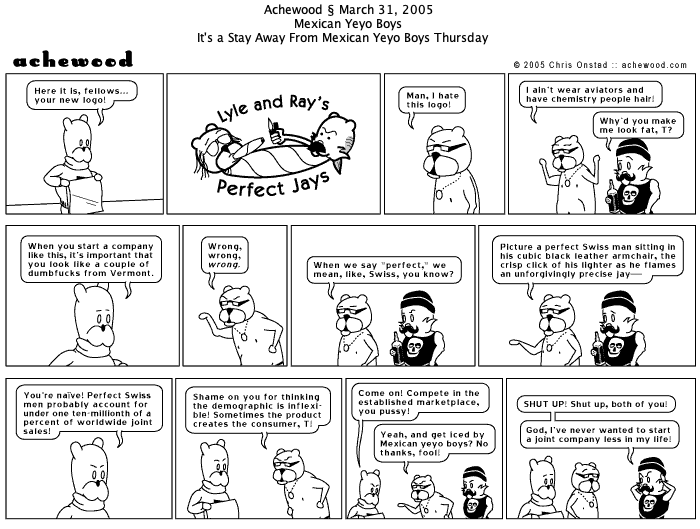 Achewood § March 31, 2005
Mexican Yeyo Boys
It's a Stay Away From Mexican Yeyo Boys Thursday
achewood
© 2005 Chris Onstad :: achewood.com
Here it is, fellows...
your new logo!
Lyle and Ray's
Perfect Jays
Man, I hate
this logo!
I ain't wear aviators and
have chemistry people hair!
Why'd you make
me look fat, T?
When you start a company
like this, it's important that
you look like a couple of
dumbfucks from Vermont.
Wrong,
wrong,
wrong.
When we say "perfect," we
mean, like, Swiss, you know?
Picture a perfect Swiss man sitting in
his cubic black leather armchair, the
crisp click of his lighter as he flames
an unforgivingly precise jay—
You're naïve! Perfect Swiss
men probably account for
under one ten-millionth of a
percent of worldwide joint
sales!
Shame on you for thinking
the demographic is inflexi-
ble! Sometimes the product
creates the consumer, T!
Come on! Compete in the
established marketplace,
you pussy!
Yeah, and get iced by
Mexican yeyo boys? No
thanks, fool!
SHUT UP! Shut up, both of you!
God, I've never wanted to start
a joint company less in my life!